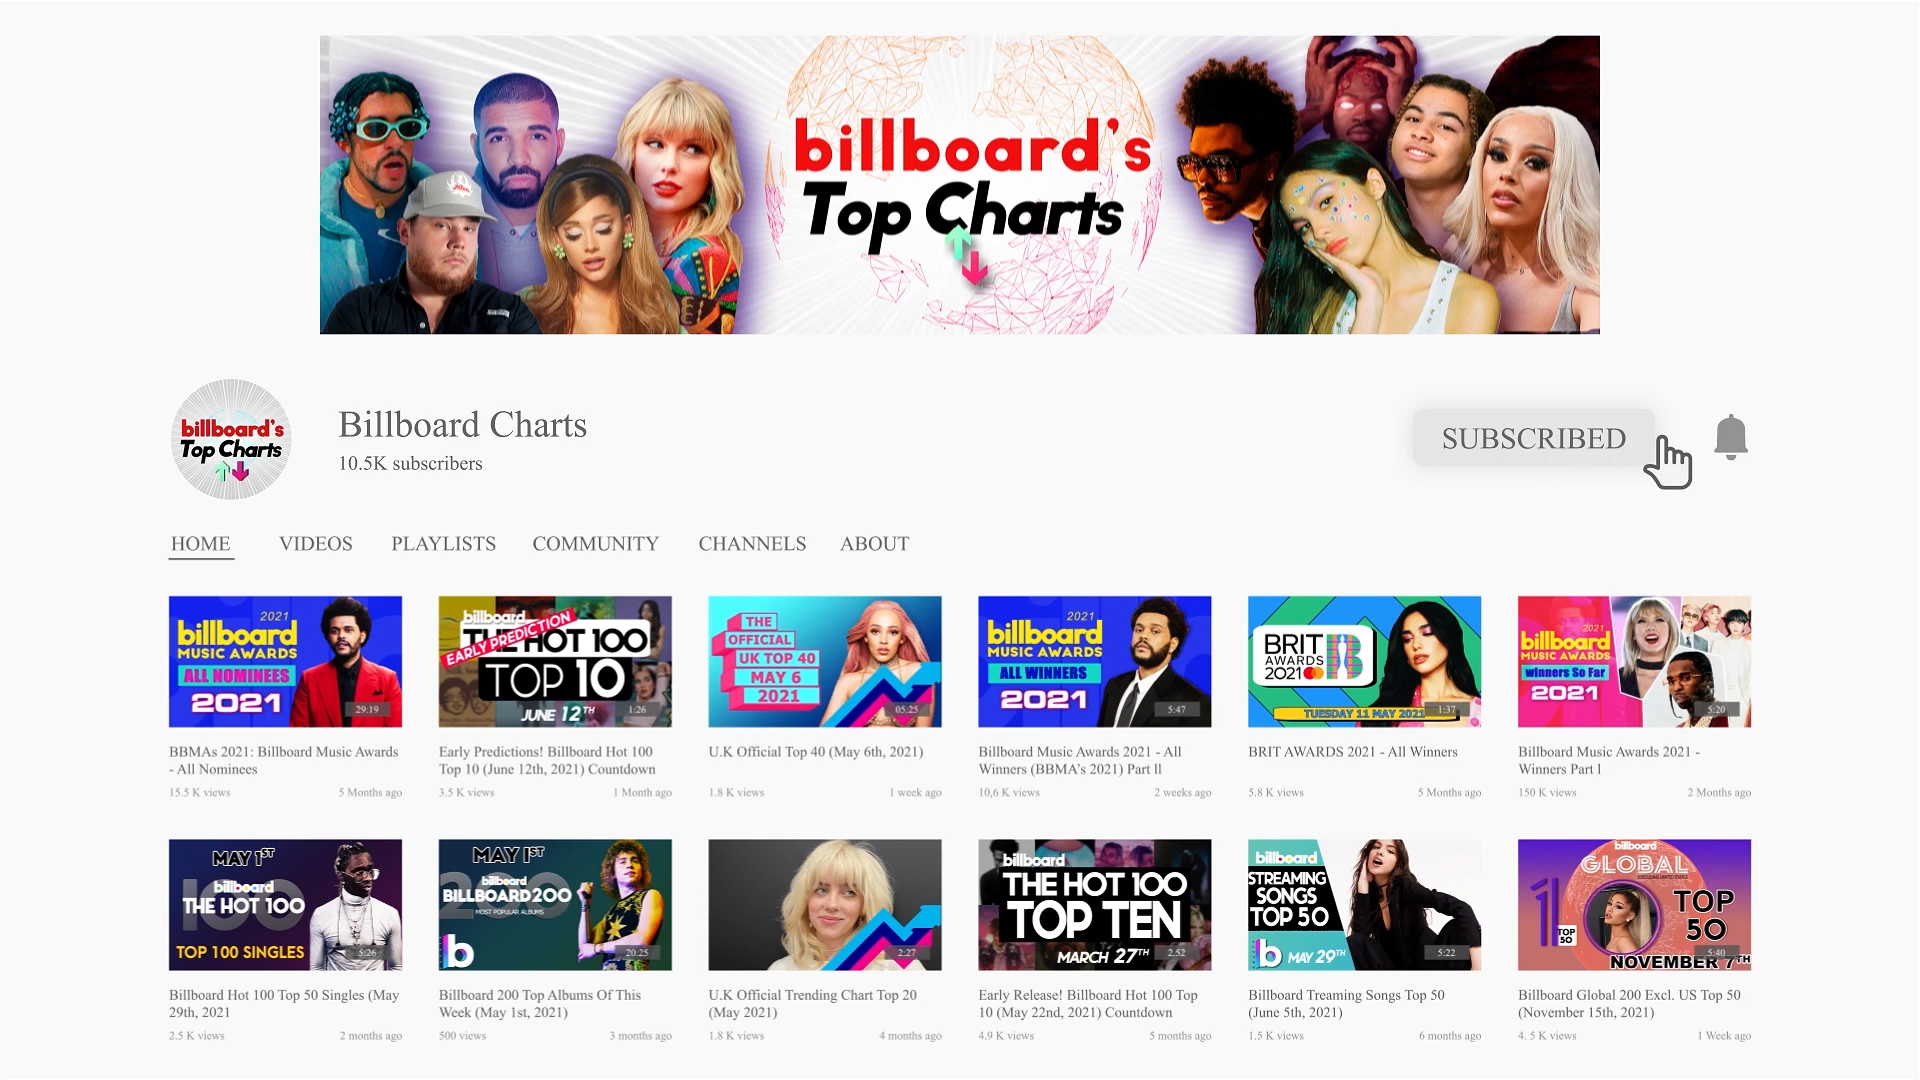 billboard's
Top Charts
billboard's
Top Charts
Billboard Charts
10.5K subscribers
SUBSCRIBED
HOME VIDEOS PLAYLISTS COMMUNITY CHANNELS ABOUT
2021
billboard
MUSIC AWARDS
ALL NOMINEES
2021
29:19
billboard
THE HOT 100
EARLY PREDICTION
TOP 10
JUNE 12TH
1:26
THE
OFFICIAL
UK TOP 40
MAY 6
2021
05:25
2021
billboard
MUSIC AWARDS
ALL WINNERS
2021
5:47
BRIT
AWARDS
2021
TUESDAY 11 MAY 2021
1:37
2021
billboard
MUSIC AWARDS
winners So Far
2021
5:20
BBMAs 2021: Billboard Music Awards
- All Nominees
15.5 K views 5 Months ago
Early Predictions! Billboard Hot 100
Top 10 (June 12th, 2021) Countdown
3.5 K views 1 Month ago
U.K Official Top 40 (May 6th, 2021)
1.8 K views 1 week ago
Billboard Music Awards 2021 - All
Winners (BBMA's 2021) Part ll
10,6 K views 2 weeks ago
BRIT AWARDS 2021 - All Winners
5.8 K views 5 Months ago
Billboard Music Awards 2021 -
Winners Part l
150 K views 2 Months ago
MAY 1ST
100
billboard
THE HOT 100
TOP 100 SINGLES
5:26
MAY 1ST
200
billboard
BILLBOARD 200
MOST POPULAR ALBUMS
b
20:25
2:27
billboard
THE HOT 100
TOP TEN
MARCH 27TH
2.52
billboard
STREAMING
SONGS
TOP 50
b MAY 29TH
5:22
billboard
GLOBAL
TOP
50
TOP
50
5:40
NOVEMBER 7TH
Billboard Hot 100 Top 50 Singles (May
29th, 2021
2.5 K views 2 months ago
Billboard 200 Top Albums Of This
Week (May 1st, 2021)
500 views 3 months ago
U.K Official Trending Chart Top 20
(May 2021)
1.8 K views 4 months ago
Early Release! Billboard Hot 100 Top
10 (May 22nd, 2021) Countdown
4.9 K views 5 months ago
Billboard Treaming Songs Top 50
(June 5th, 2021)
1.5 K views 6 months ago
Billboard Global 200 Excl. US Top 50
(November 15th, 2021)
4. 5 K views 1 Week ago